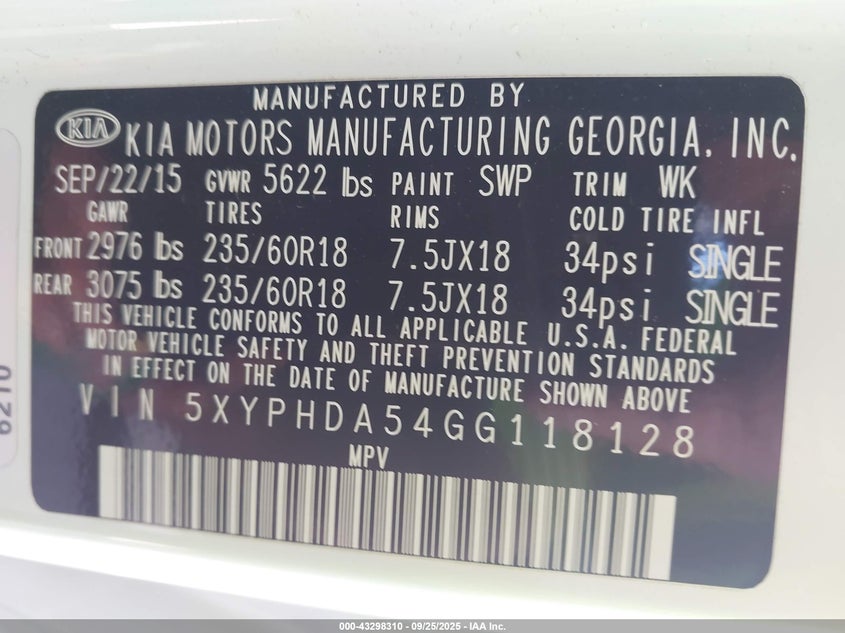 MANUFACTURED BY
KIA KIA MOTORS MANUFACTURING GEORGIA, INC.
SEP/22/15 GVWR 5622 lbs PAINT SWP TRIM WK
GAWR TIRES RIMS COLD TIRE INFL
FRONT 2976 lbs 235/60R18 7.5JX18 34psi SINGLE
REAR 3075 lbs 235/60R18 7.5JX18 34psi SINGLE
THIS VEHICLE CONFORMS TO ALL APPLICABLE U.S.A. FEDERAL
MOTOR VEHICLE SAFETY AND THEFT PREVENTION STANDARDS
IN EFFECT ON THE DATE OF MANUFACTURE SHOWN ABOVE
VIN 5XYPHDA54GG118128
MPV
000-43298310 | 09/25/2025 - IAA Inc.